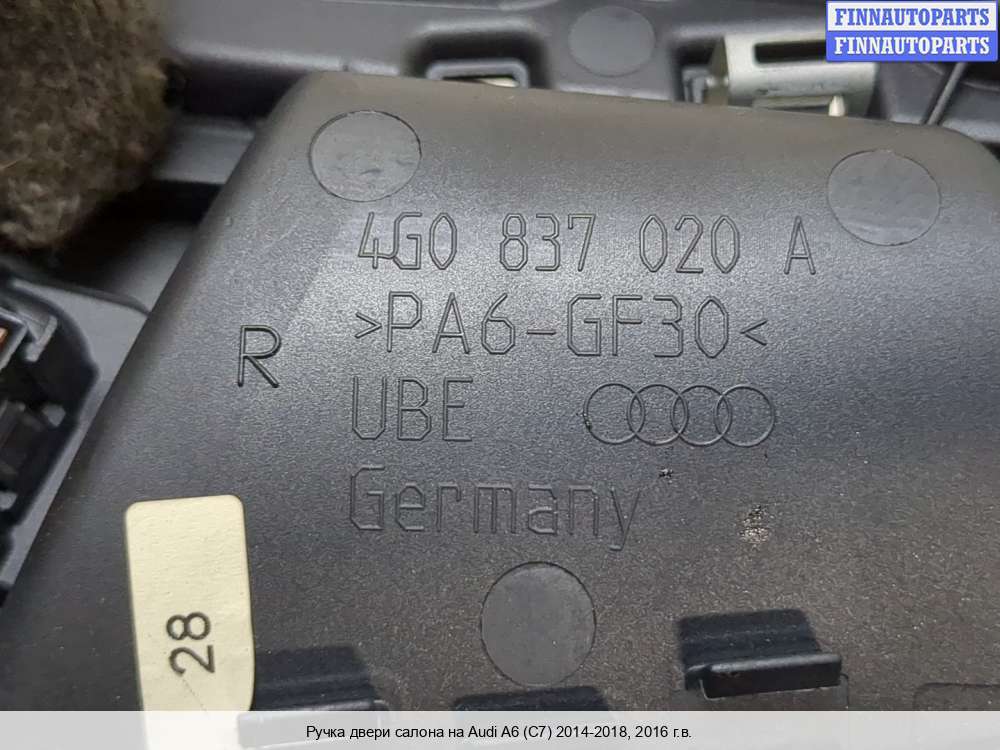 FINNAUTOPARTS
FINNAUTOPARTS
4G0 837 020 A
>PA6-GF30<
R
UBE
Germany
28
Ручка двери салона на Audi A6 (C7) 2014-2018, 2016 г.в.